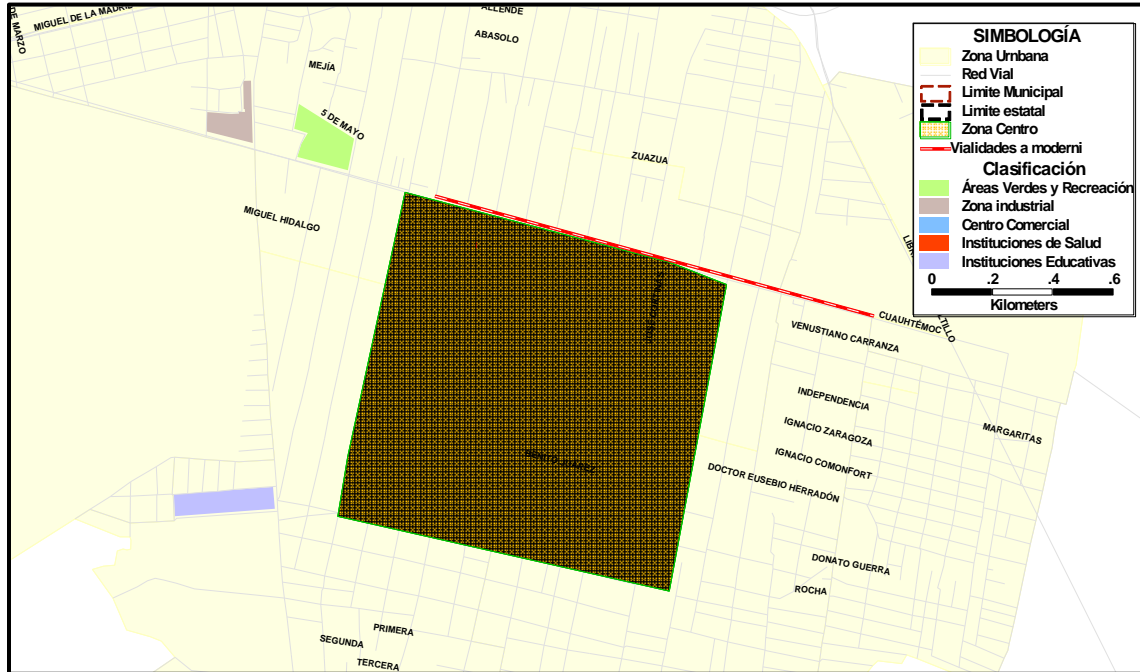 DE MARZO
MIGUEL DE LA MADRI
ALLENDE
ABASOLO
MEJÍA
5 DE MAYO
ZUAZUA
MIGUEL HIDALGO
CUAUHTÉMOC
VENUSTIANO CARRANZA
INDEPENDENCIA
IGNACIO ZARAGOZA
MARGARITAS
IGNACIO COMONFORT
BENITO JUÁREZ
DOCTOR EUSEBIO HERRADÓN
DONATO GUERRA
ROCHA
PRIMERA
SEGUNDA
TERCERA
SIMBOLOGÍA
Zona Urnbana
Red Vial
Limite Municipal
Limite estatal
Zona Centro
Vialidades a moderni
Clasificación
Áreas Verdes y Recreación
Zona industrial
Centro Comercial
Instituciones de Salud
Instituciones Educativas
0 .2 .4 .6
Kilometers